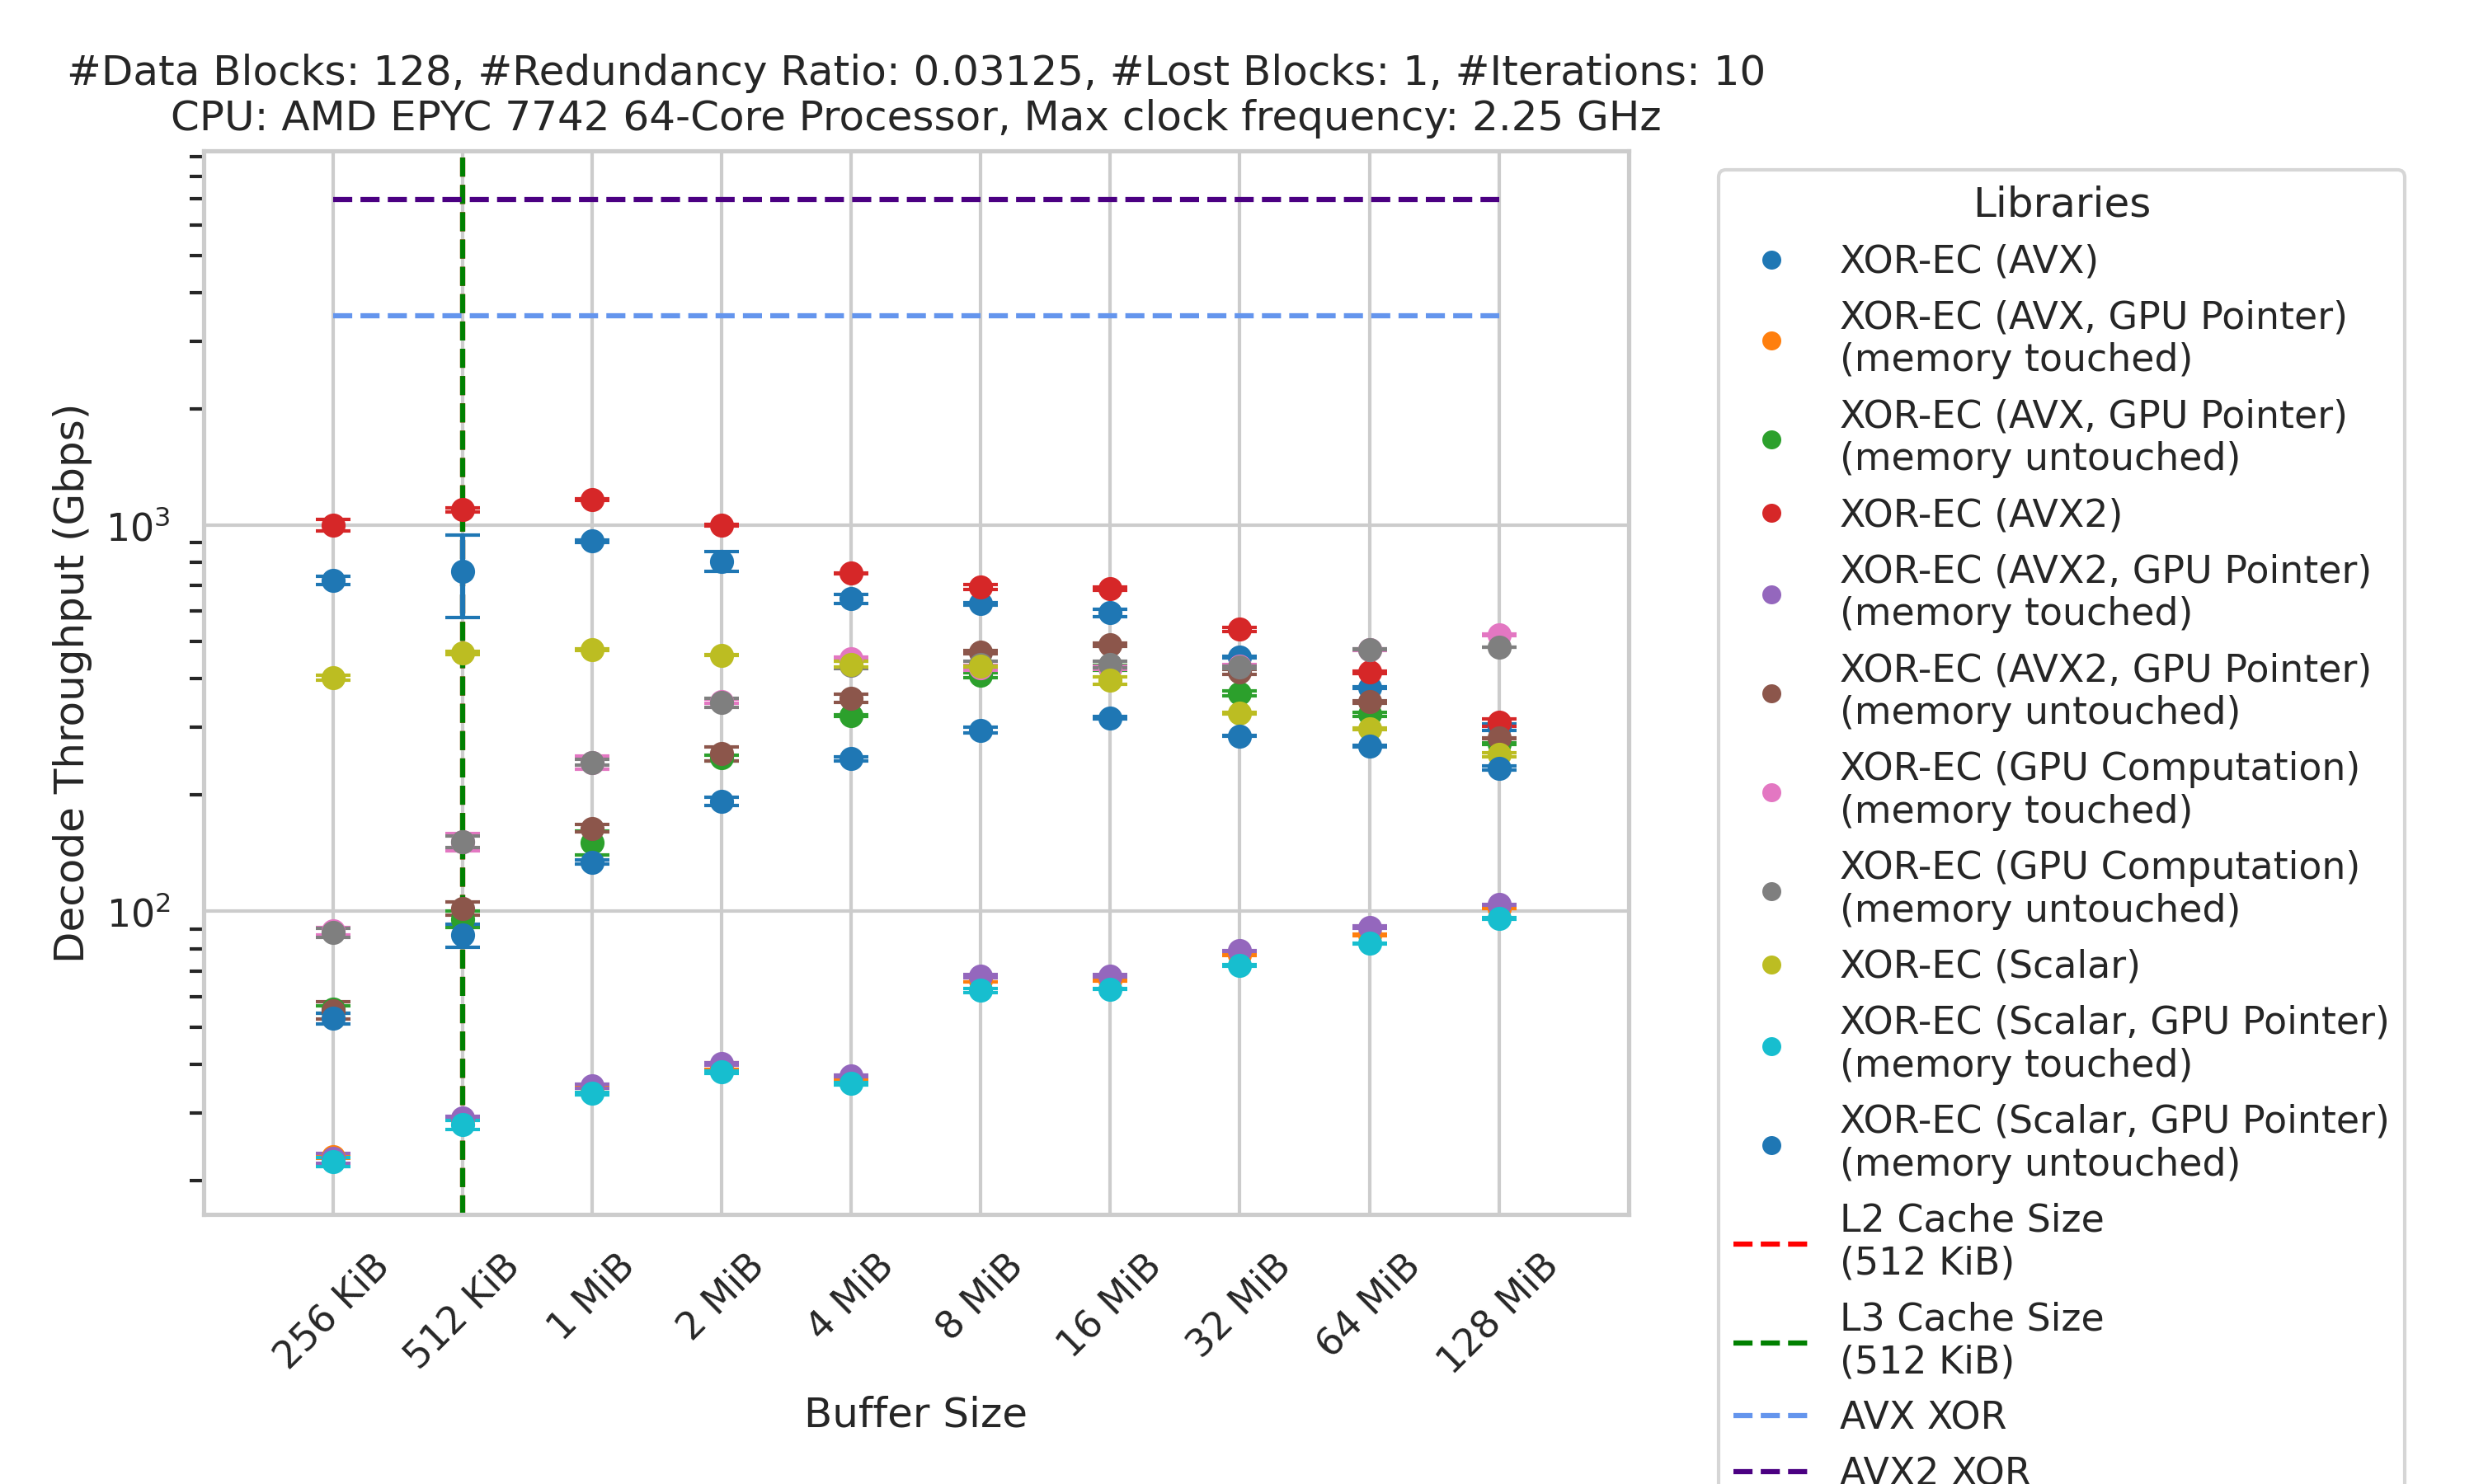 #Data Blocks: 128, #Redundancy Ratio: 0.03125, #Lost Blocks: 1, #Iterations: 10
CPU: AMD EPYC 7742 64-Core Processor, Max clock frequency: 2.25 GHz
Decode Throughput (Gbps)
10³
10²
256 KiB
512 KiB
1 MiB
2 MiB
4 MiB
8 MiB
16 MiB
32 MiB
64 MiB
128 MiB
Buffer Size
Libraries
XOR-EC (AVX)
XOR-EC (AVX, GPU Pointer)
(memory touched)
XOR-EC (AVX, GPU Pointer)
(memory untouched)
XOR-EC (AVX2)
XOR-EC (AVX2, GPU Pointer)
(memory touched)
XOR-EC (AVX2, GPU Pointer)
(memory untouched)
XOR-EC (GPU Computation)
(memory touched)
XOR-EC (GPU Computation)
(memory untouched)
XOR-EC (Scalar)
XOR-EC (Scalar, GPU Pointer)
(memory touched)
XOR-EC (Scalar, GPU Pointer)
(memory untouched)
L2 Cache Size
(512 KiB)
L3 Cache Size
(512 KiB)
AVX XOR
AVX2 XOR